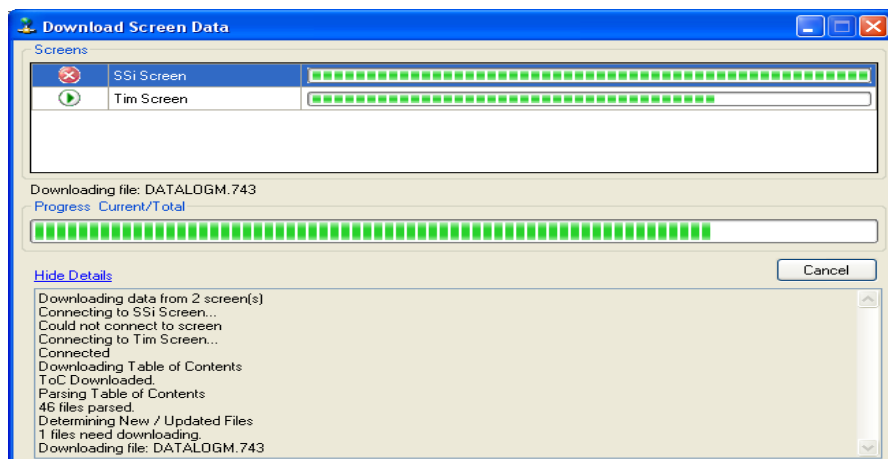 Download Screen Data
Screens
SSi Screen
Tim Screen
Downloading file: DATALOGM.743
Progress Current/Total
Hide Details
Cancel
Downloading data from 2 screen(s)
Connecting to SSi Screen...
Could not connect to screen
Connecting to Tim Screen...
Connected
Downloading Table of Contents
ToC Downloaded.
Parsing Table of Contents
46 files parsed.
Determining New / Updated Files
1 files need downloading.
Downloading file: DATALOGM.743